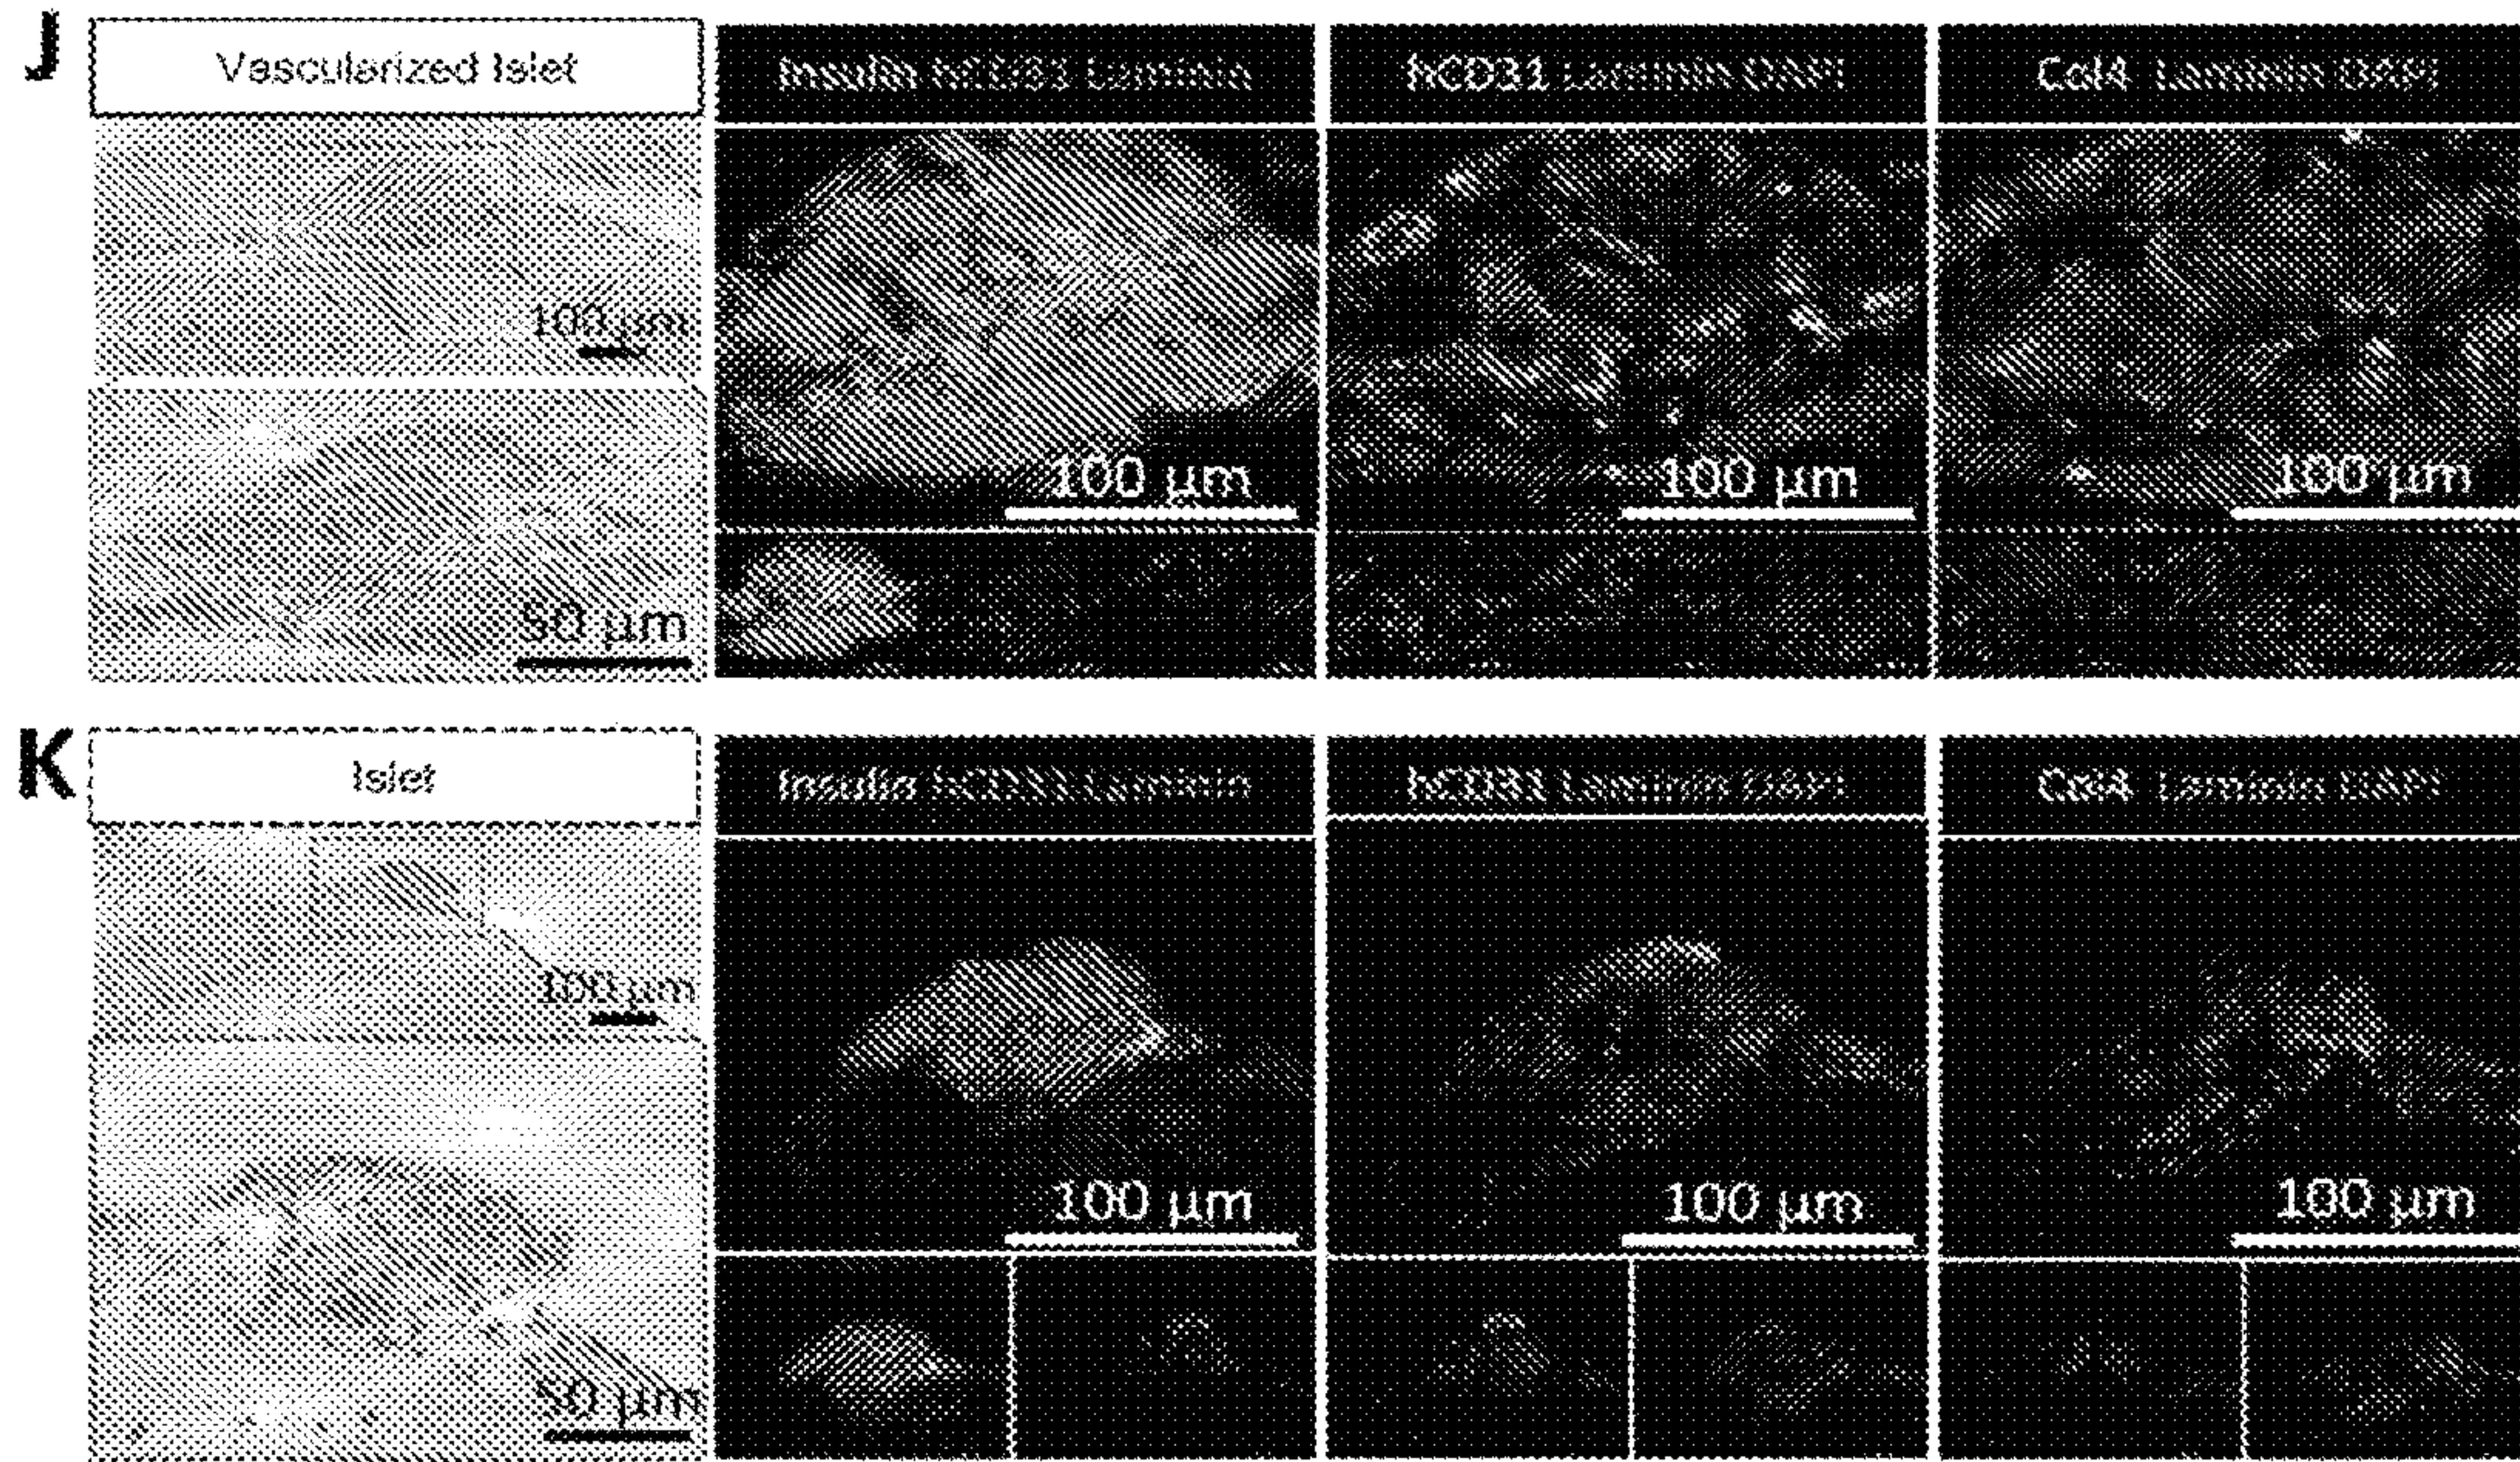 J
Vascularized Islet
Insulin hCD31 Laminin
hCD31 Laminin DAPI
Col4 Laminin DAPI
100 µm
50 µm
100 µm
100 µm
100 µm
K
Islet
Insulin hCD31 Laminin
hCD31 Laminin DAPI
Col4 Laminin DAPI
100 µm
50 µm
100 µm
100 µm
100 µm